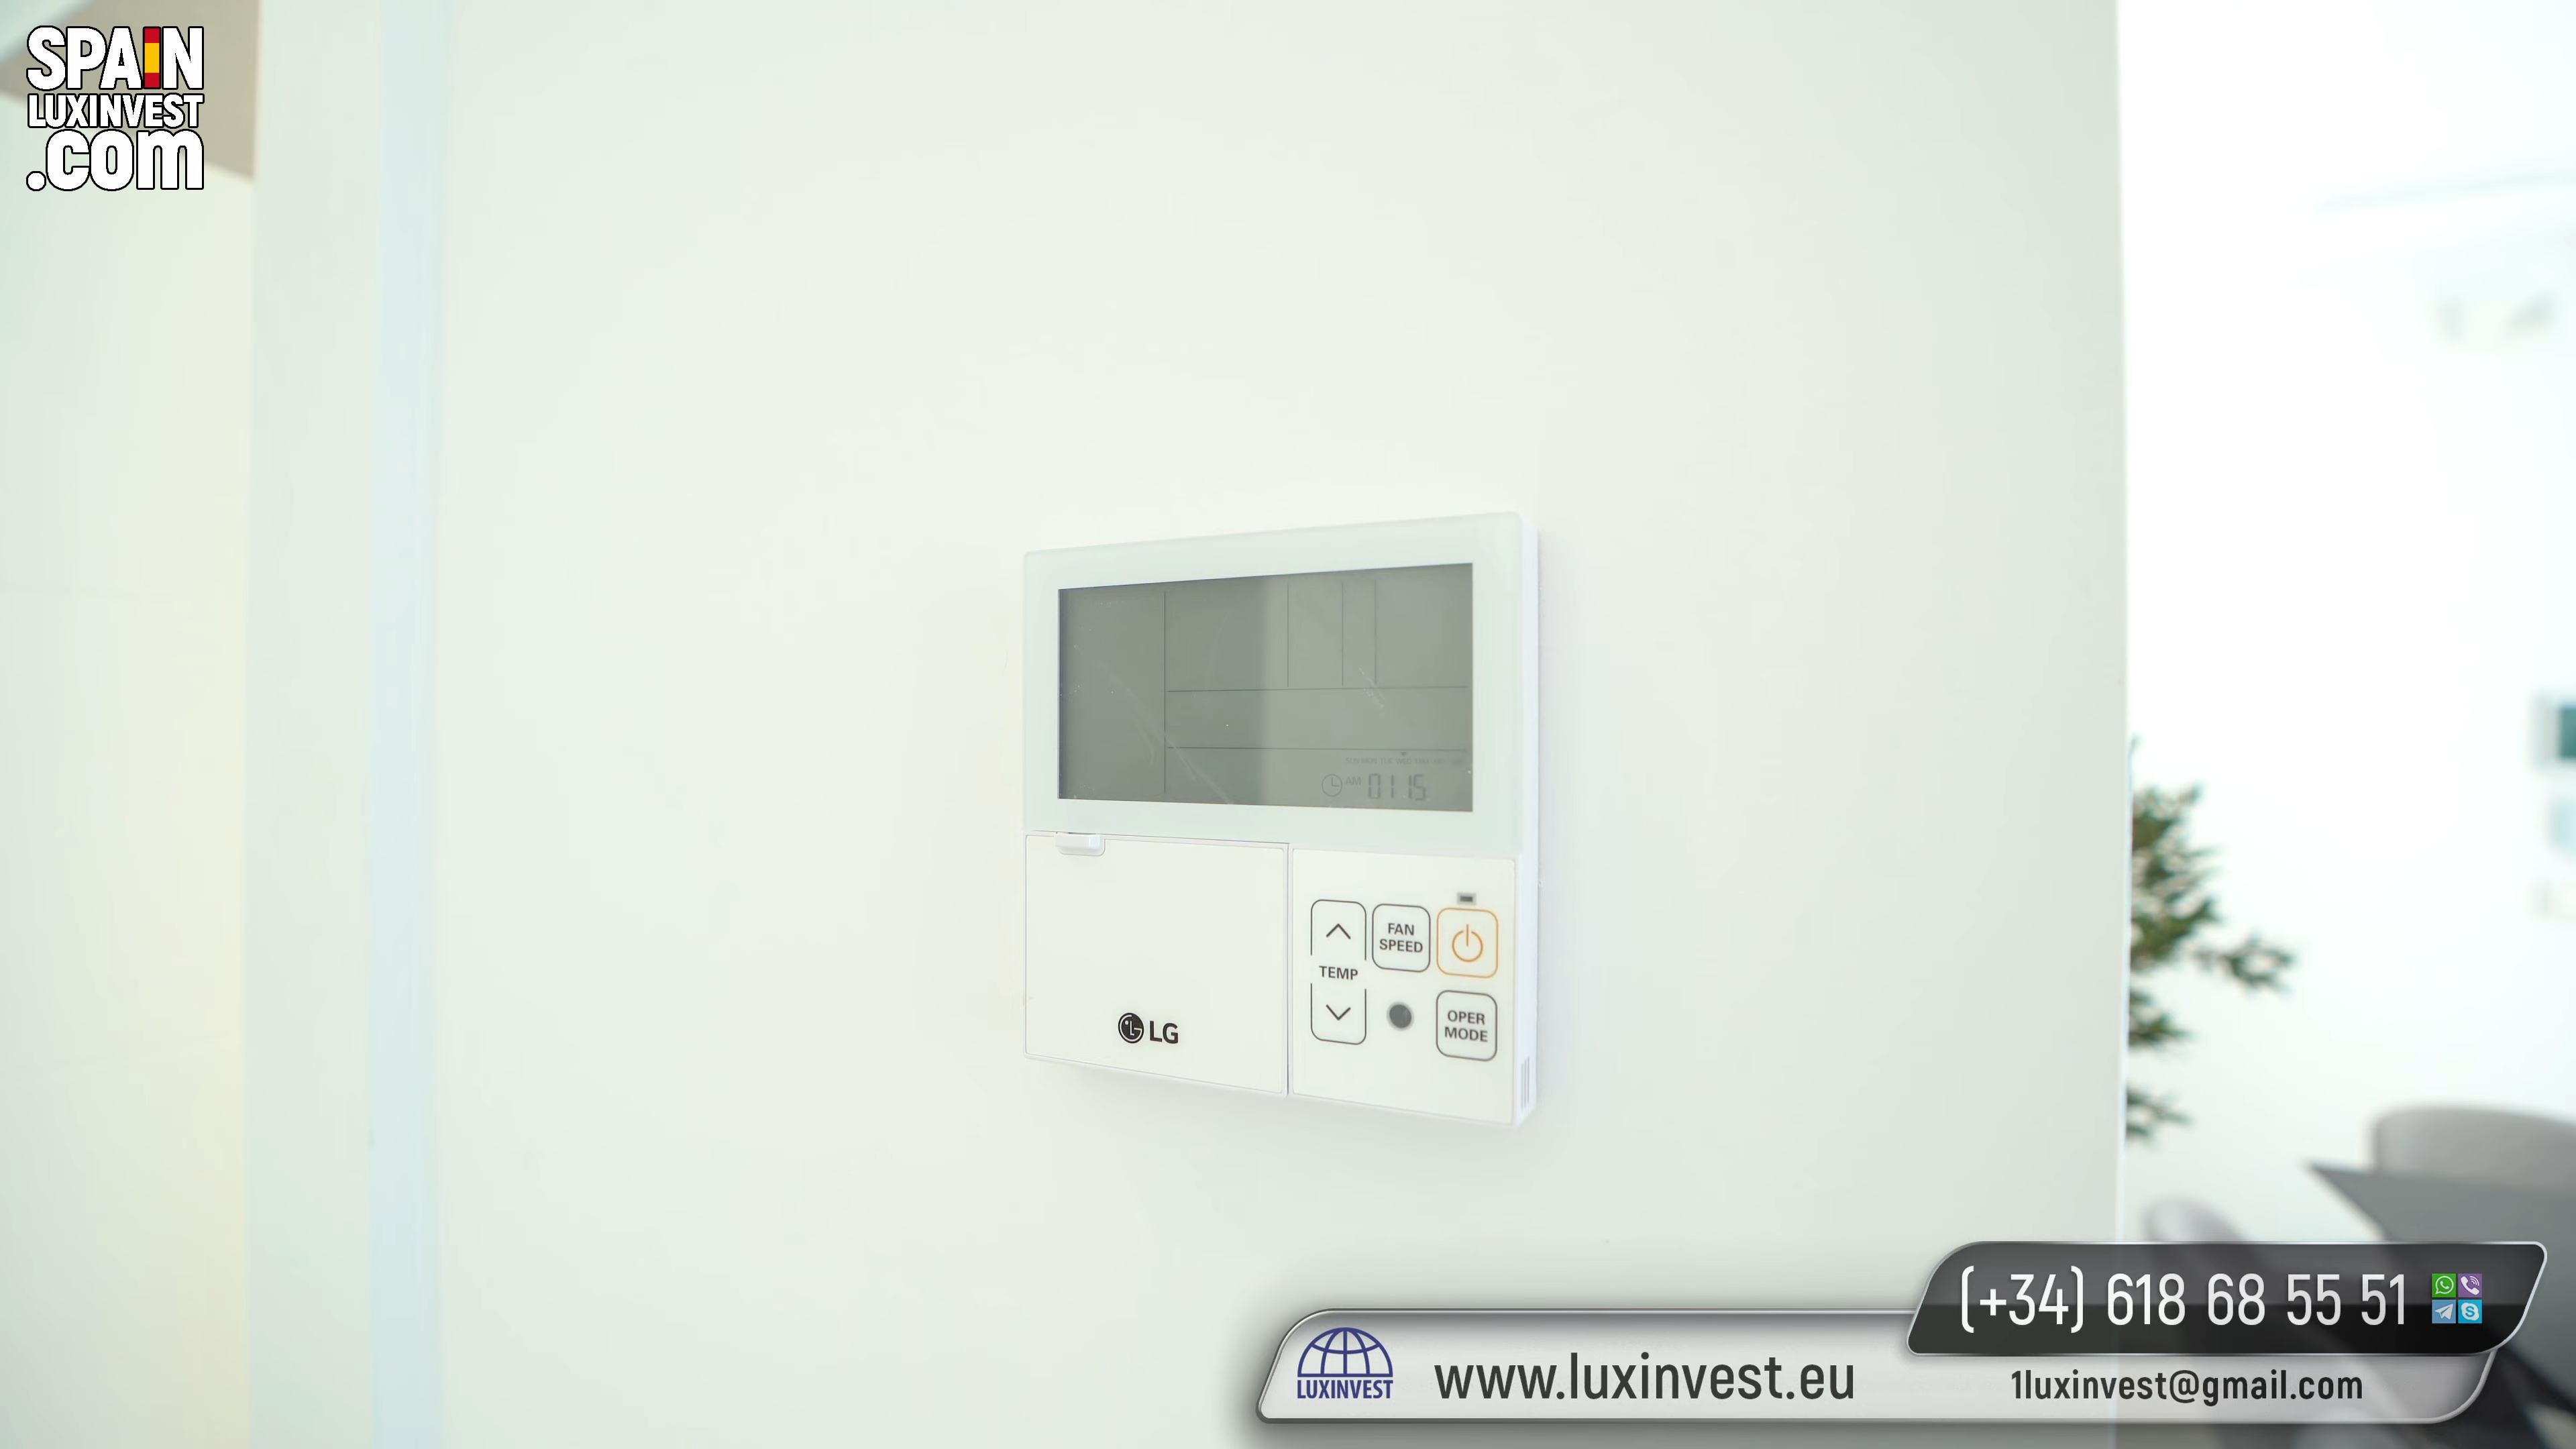 SPAIN
LUXINVEST
.com
AM 01 15
FAN
SPEED
TEMP
OPER
MODE
LG
(+34) 618 68 55 51
LUXINVEST
www.luxinvest.eu
1luxinvest@gmail.com